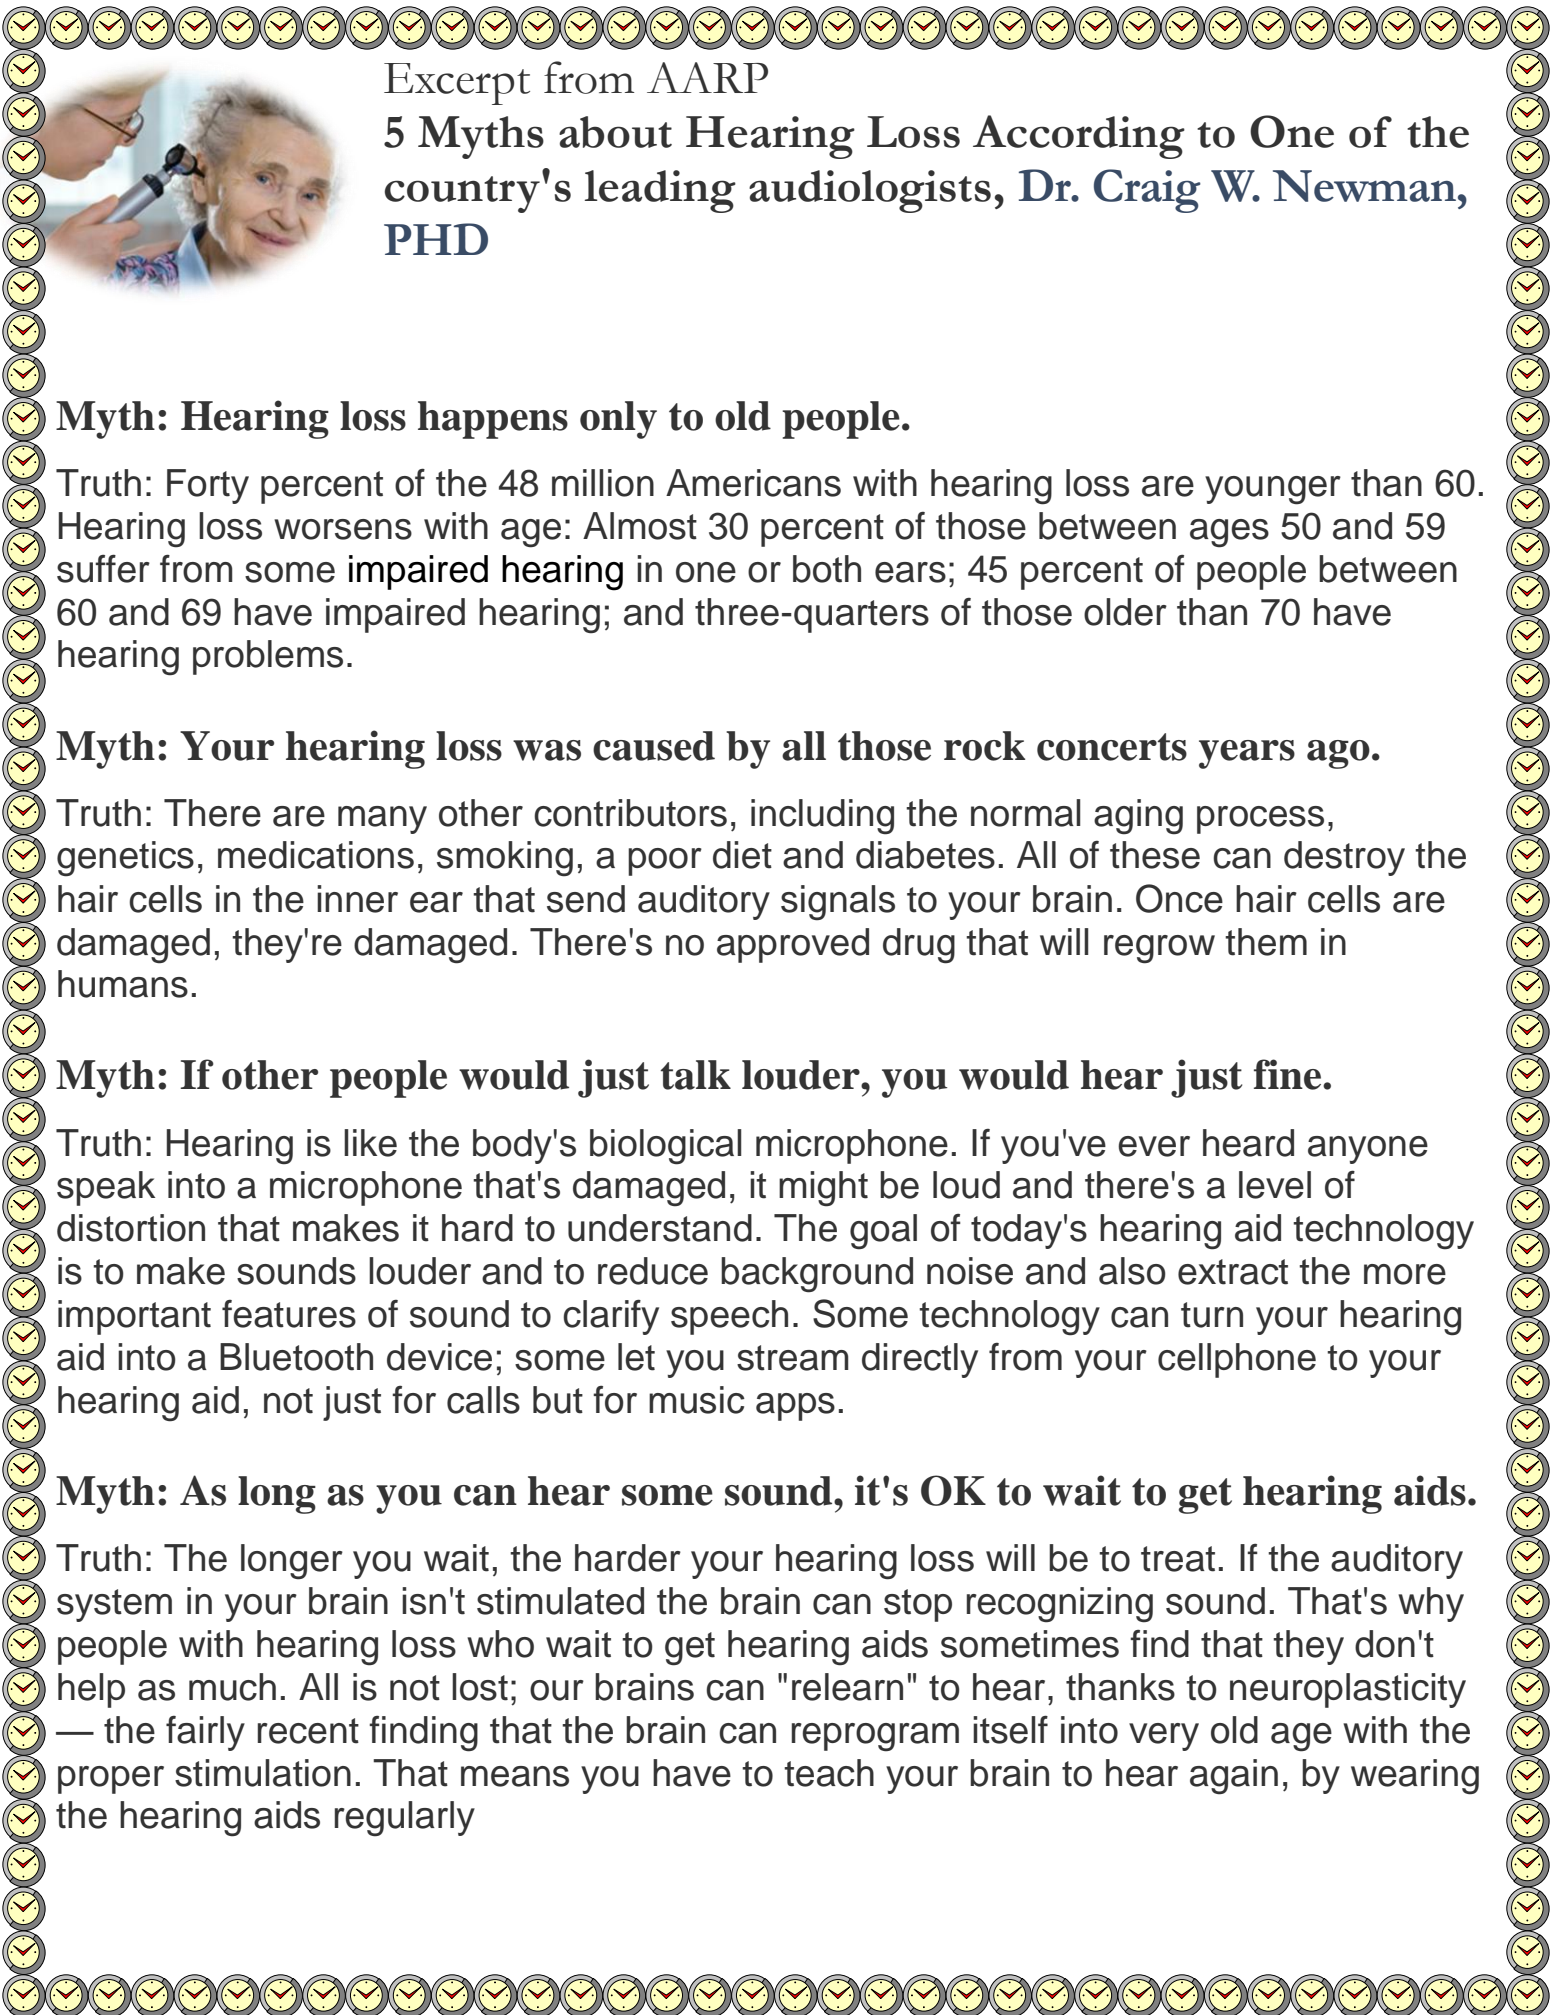 Excerpt from AARP
5 Myths about Hearing Loss According to One of the
country's leading audiologists, Dr. Craig W. Newman,
PHD
Myth: Hearing loss happens only to old people.
Truth: Forty percent of the 48 million Americans with hearing loss are younger than 60.
Hearing loss worsens with age: Almost 30 percent of those between ages 50 and 59
suffer from some impaired hearing in one or both ears; 45 percent of people between
60 and 69 have impaired hearing; and three-quarters of those older than 70 have
hearing problems.
Myth: Your hearing loss was caused by all those rock concerts years ago.
Truth: There are many other contributors, including the normal aging process,
genetics, medications, smoking, a poor diet and diabetes. All of these can destroy the
hair cells in the inner ear that send auditory signals to your brain. Once hair cells are
damaged, they're damaged. There's no approved drug that will regrow them in
humans.
Myth: If other people would just talk louder, you would hear just fine.
Truth: Hearing is like the body's biological microphone. If you've ever heard anyone
speak into a microphone that's damaged, it might be loud and there's a level of
distortion that makes it hard to understand. The goal of today's hearing aid technology
is to make sounds louder and to reduce background noise and also extract the more
important features of sound to clarify speech. Some technology can turn your hearing
aid into a Bluetooth device; some let you stream directly from your cellphone to your
hearing aid, not just for calls but for music apps.
Myth: As long as you can hear some sound, it's OK to wait to get hearing aids.
Truth: The longer you wait, the harder your hearing loss will be to treat. If the auditory
system in your brain isn't stimulated the brain can stop recognizing sound. That's why
people with hearing loss who wait to get hearing aids sometimes find that they don't
help as much. All is not lost; our brains can "relearn" to hear, thanks to neuroplasticity
— the fairly recent finding that the brain can reprogram itself into very old age with the
proper stimulation. That means you have to teach your brain to hear again, by wearing
the hearing aids regularly